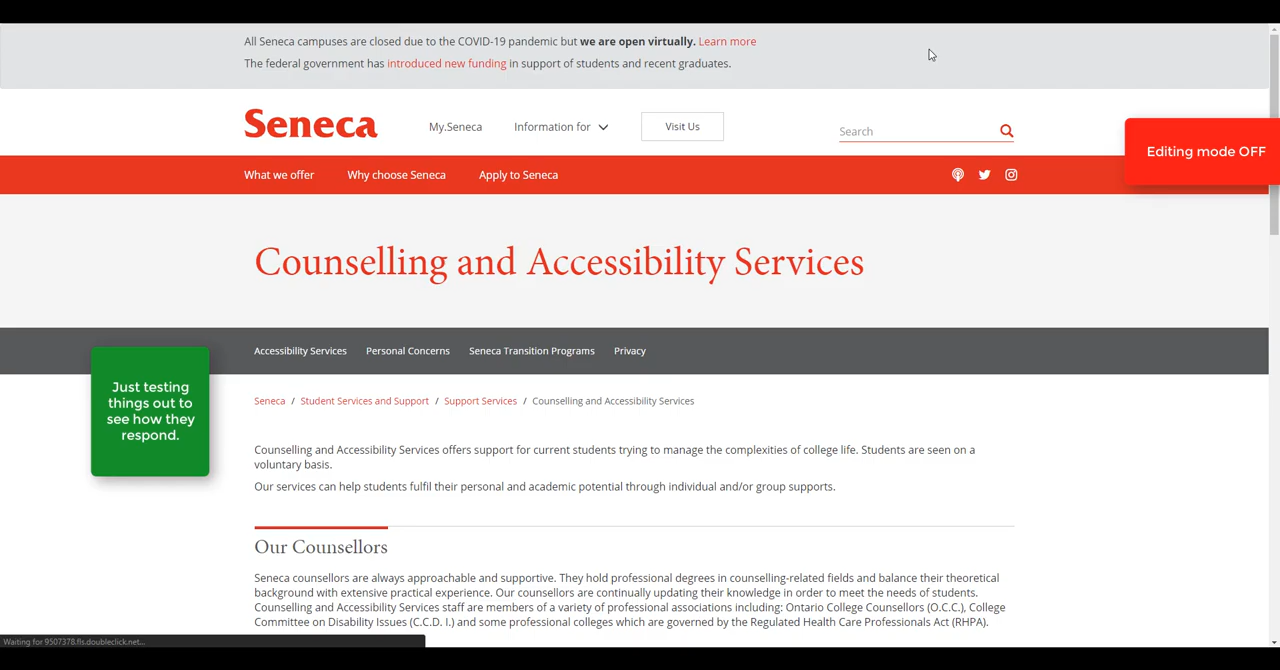 All Seneca campuses are closed due to the COVID-19 pandemic but we are open virtually. Learn more
The federal government has introduced new funding in support of students and recent graduates.
Seneca
My.Seneca
Information for
Visit Us
Search
Editing mode OFF
What we offer
Why choose Seneca
Apply to Seneca
Counselling and Accessibility Services
Accessibility Services
Personal Concerns
Seneca Transition Programs
Privacy
Just testing
things out to
see how they
respond.
Seneca / Student Services and Support / Support Services / Counselling and Accessibility Services
Counselling and Accessibility Services offers support for current students trying to manage the complexities of college life. Students are seen on a
voluntary basis.
Our services can help students fulfil their personal and academic potential through individual and/or group supports.
Our Counsellors
Seneca counsellors are always approachable and supportive. They hold professional degrees in counselling-related fields and balance their theoretical
background with extensive practical experience. Our counsellors are continually updating their knowledge in order to meet the needs of students.
Counselling and Accessibility Services staff are members of a variety of professional associations including: Ontario College Counsellors (O.C.C.), College
Committee on Disability Issues (C.C.D. I.) and some professional colleges which are governed by the Regulated Health Care Professionals Act (RHPA).
Waiting for 9507378.fls.doubleclick.net...